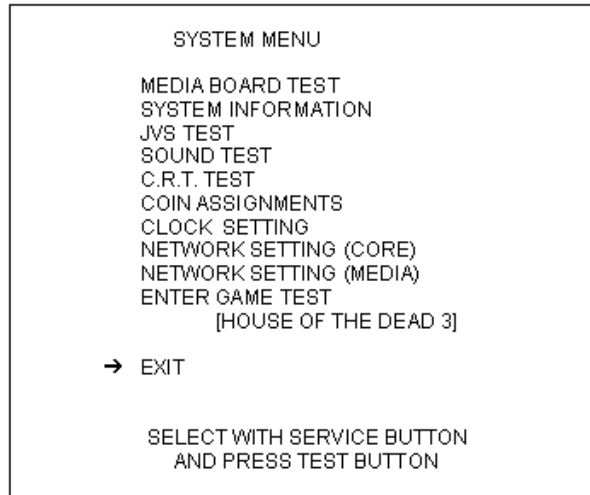 SYSTEM MENU
MEDIA BOARD TEST
SYSTEM INFORMATION
JVS TEST
SOUND TEST
C.R.T. TEST
COIN ASSIGNMENTS
CLOCK SETTING
NETWORK SETTING (CORE)
NETWORK SETTING (MEDIA)
ENTER GAME TEST
[HOUSE OF THE DEAD 3]
→ EXIT
SELECT WITH SERVICE BUTTON
AND PRESS TEST BUTTON